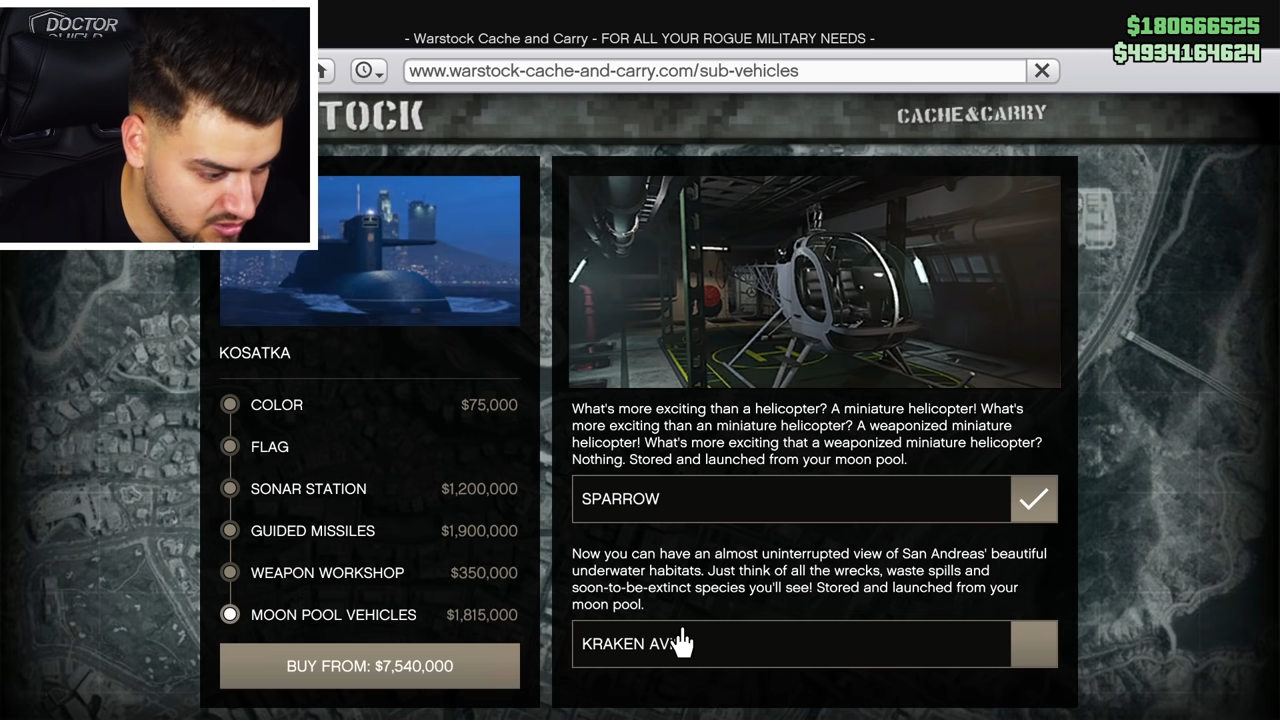 DOCTOR
- Warstock Cache and Carry - FOR ALL YOUR ROGUE MILITARY NEEDS -
$180666525
$4934164624
www.warstock-cache-and-carry.com/sub-vehicles
TOCK
CACHE&CARRY
KOSATKA
COLOR $75,000
FLAG
SONAR STATION $1,200,000
GUIDED MISSILES $1,900,000
WEAPON WORKSHOP $350,000
MOON POOL VEHICLES $1,815,000
BUY FROM: $7,540,000
What's more exciting than a helicopter? A miniature helicopter! What's
more exciting than an miniature helicopter? A weaponized miniature
helicopter! What's more exciting that a weaponized miniature helicopter?
Nothing. Stored and launched from your moon pool.
SPARROW
Now you can have an almost uninterrupted view of San Andreas' beautiful
underwater habitats. Just think of all the wrecks, waste spills and
soon-to-be-extinct species you'll see! Stored and launched from your
moon pool.
KRAKEN